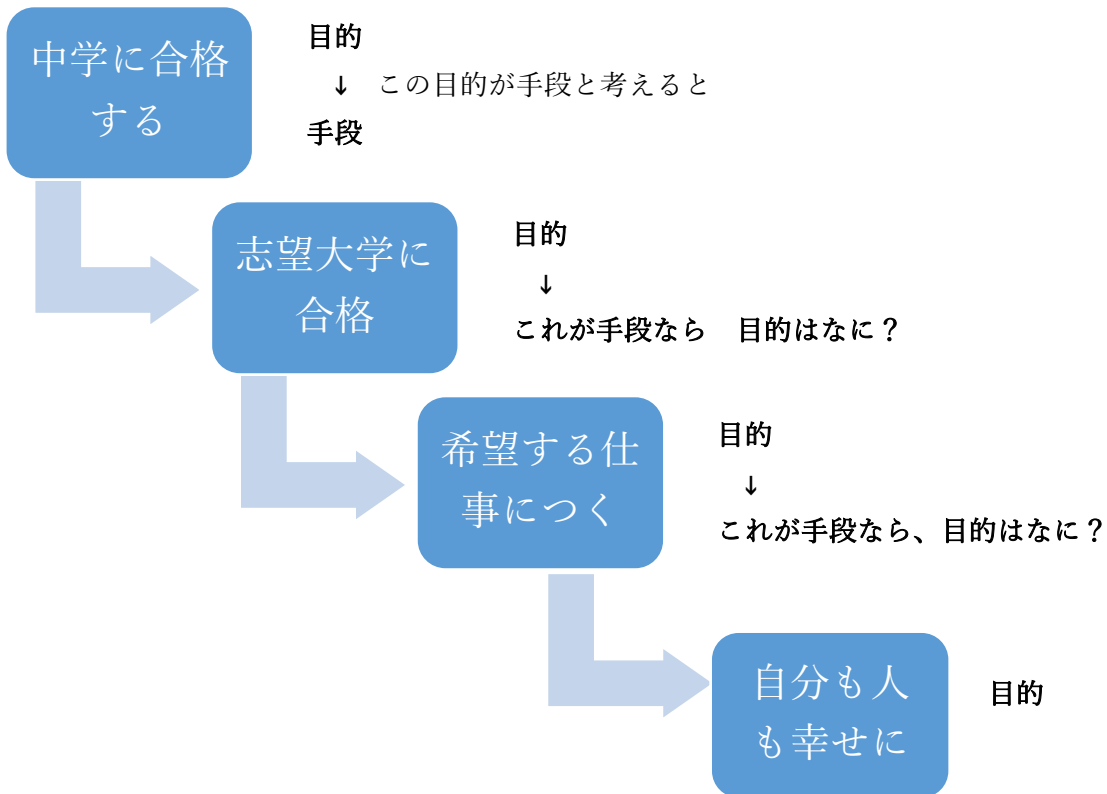 中学に合格
する
目的
↓ この目的が手段と考えると
手段
志望大学に
合格
目的
↓
これが手段なら　目的はなに？
希望する仕
事につく
目的
↓
これが手段なら、目的はなに？
自分も人
も幸せに
目的